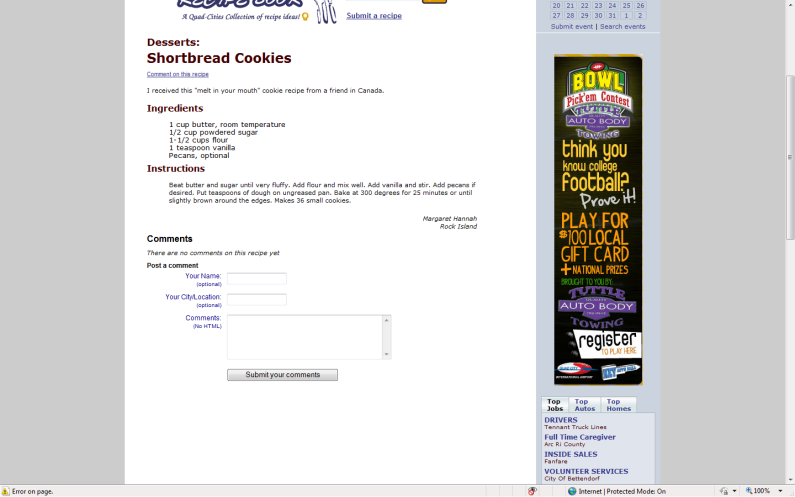 RECIPE COOK
A Quad-Cities Collection of recipe ideas!
Submit a recipe
20 21 22 23 24 25 26
27 28 29 30 31 1 2
Submit event | Search events
Desserts:
Shortbread Cookies
Comment on this recipe
I received this "melt in your mouth" cookie recipe from a friend in Canada.
Ingredients
1 cup butter, room temperature
1/2 cup powdered sugar
1-1/2 cups flour
1 teaspoon vanilla
Pecans, optional
Instructions
Beat butter and sugar until very fluffy. Add flour and mix well. Add vanilla and stir. Add pecans if
desired. Put teaspoons of dough on ungreased pan. Bake at 300 degrees for 25 minutes or until
slightly brown around the edges. Makes 36 small cookies.
Margaret Hannah
Rock Island
Comments
There are no comments on this recipe yet
Post a comment
Your Name:
(optional)
Your City/Location:
(optional)
Comments:
(No HTML)
Submit your comments
BOWL
Pick'em Contest
TUTTLE
QUALITY
AUTO BODY
TOWING
think you
know college
football?
Prove it!
PLAY FOR
$100 LOCAL
GIFT CARD
+ NATIONAL PRIZES
BROUGHT TO YOU BY:
TUTTLE
QUALITY
AUTO BODY
TOWING
register
TO PLAY HERE
Top Jobs
Top Autos
Top Homes
DRIVERS
Tennant Truck Lines
Full Time Caregiver
Arc Ri County
INSIDE SALES
Fanfare
VOLUNTEER SERVICES
City Of Bettendorf
Error on page.
Internet | Protected Mode: On
100%